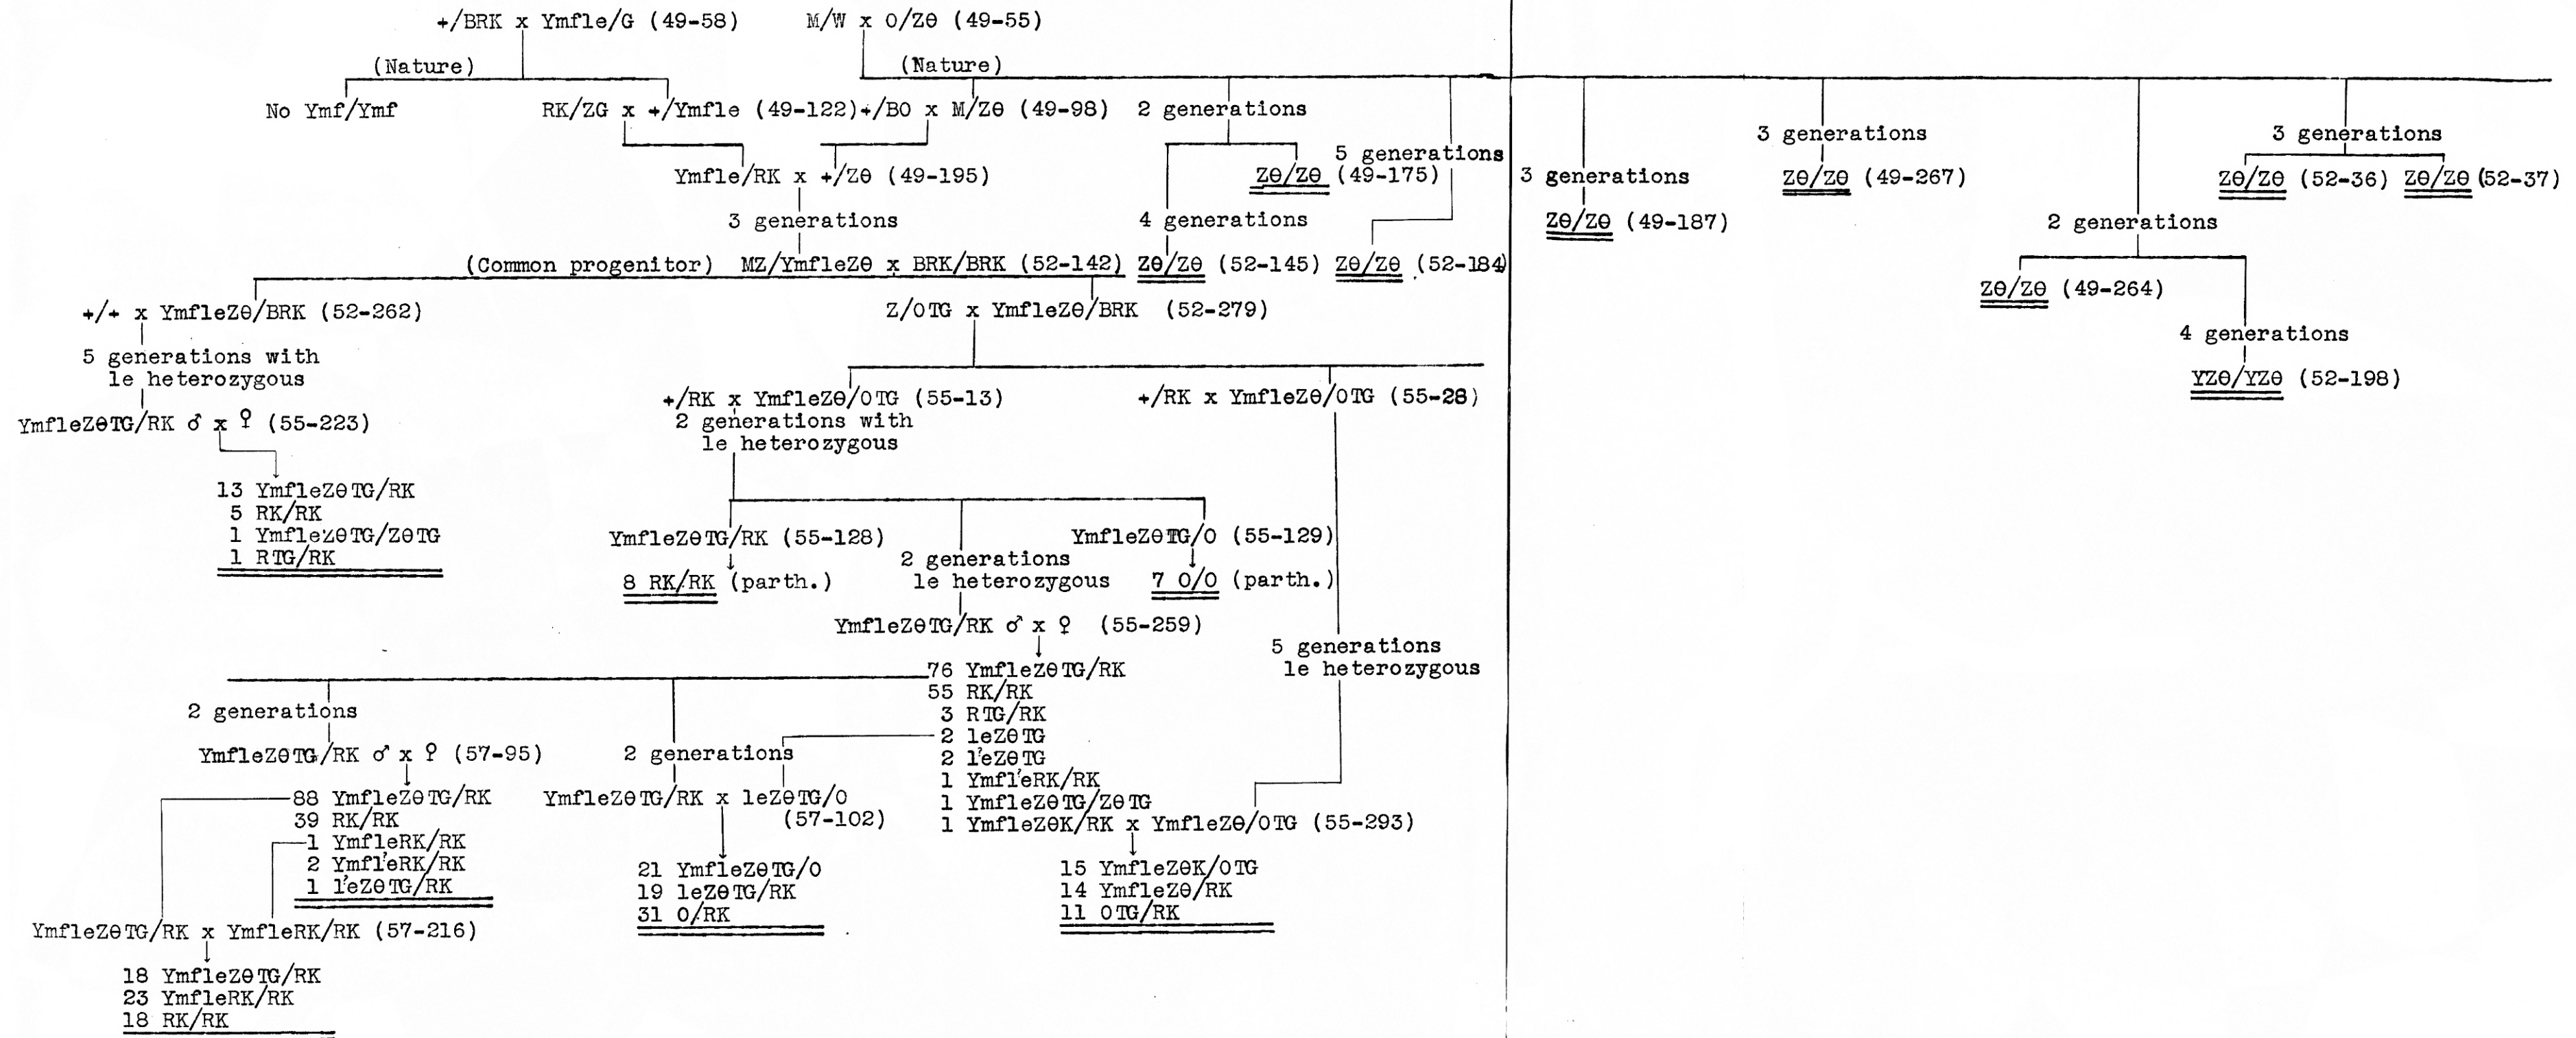 +/BRK x Ymfle/G (49-58) M/W x O/Zθ (49-55)
(Nature) (Nature)
No Ymf/Ymf RK/ZG x +/Ymfle (49-122) +/BO x M/Zθ (49-98) 2 generations
3 generations 3 generations
5 generations
Ymfle/RK x +/Zθ (49-195) Zθ/Zθ (49-175) 3 generations Zθ/Zθ (49-267) Zθ/Zθ (52-36) Zθ/Zθ (52-37)
3 generations 4 generations Zθ/Zθ (49-187) 2 generations
(Common progenitor) MZ/YmfleZθ x BRK/BRK (52-142) Zθ/Zθ (52-145) Zθ/Zθ (52-184)
Zθ/Zθ (49-264)
+/+ x YmfleZθ/BRK (52-262) Z/OTG x YmfleZθ/BRK (52-279)
4 generations
5 generations with
le heterozygous YZθ/YZθ (52-198)
+/RK x YmfleZθ/OTG (55-13) +/RK x YmfleZθ/OTG (55-28)
YmfleZθTG/RK ♂ x ♀ (55-223) 2 generations with
le heterozygous
13 YmfleZθTG/RK
5 RK/RK
1 YmfleZθTG/ZθTG YmfleZθTG/RK (55-128) YmfleZθTG/O (55-129)
1 RTG/RK 2 generations
8 RK/RK (parth.) le heterozygous 7 O/O (parth.)
YmfleZθTG/RK ♂ x ♀ (55-259)
5 generations
76 YmfleZθTG/RK le heterozygous
55 RK/RK
2 generations 3 RTG/RK
2 leZθTG
YmfleZθTG/RK ♂ x ♀ (57-95) 2 generations 2 l'eZθTG
1 Ymfl'eRK/RK
88 YmfleZθTG/RK YmfleZθTG/RK x leZθTG/O 1 YmfleZθTG/ZθTG
39 RK/RK (57-102) 1 YmfleZθK/RK x YmfleZθ/OTG (55-293)
1 YmfleRK/RK
2 Ymfl'eRK/RK 21 YmfleZθTG/O 15 YmfleZθK/OTG
1 l'eZθTG/RK 19 leZθTG/RK 14 YmfleZθ/RK
31 O/RK 11 OTG/RK
YmfleZθTG/RK x YmfleRK/RK (57-216)
18 YmfleZθTG/RK
23 YmfleRK/RK
18 RK/RK